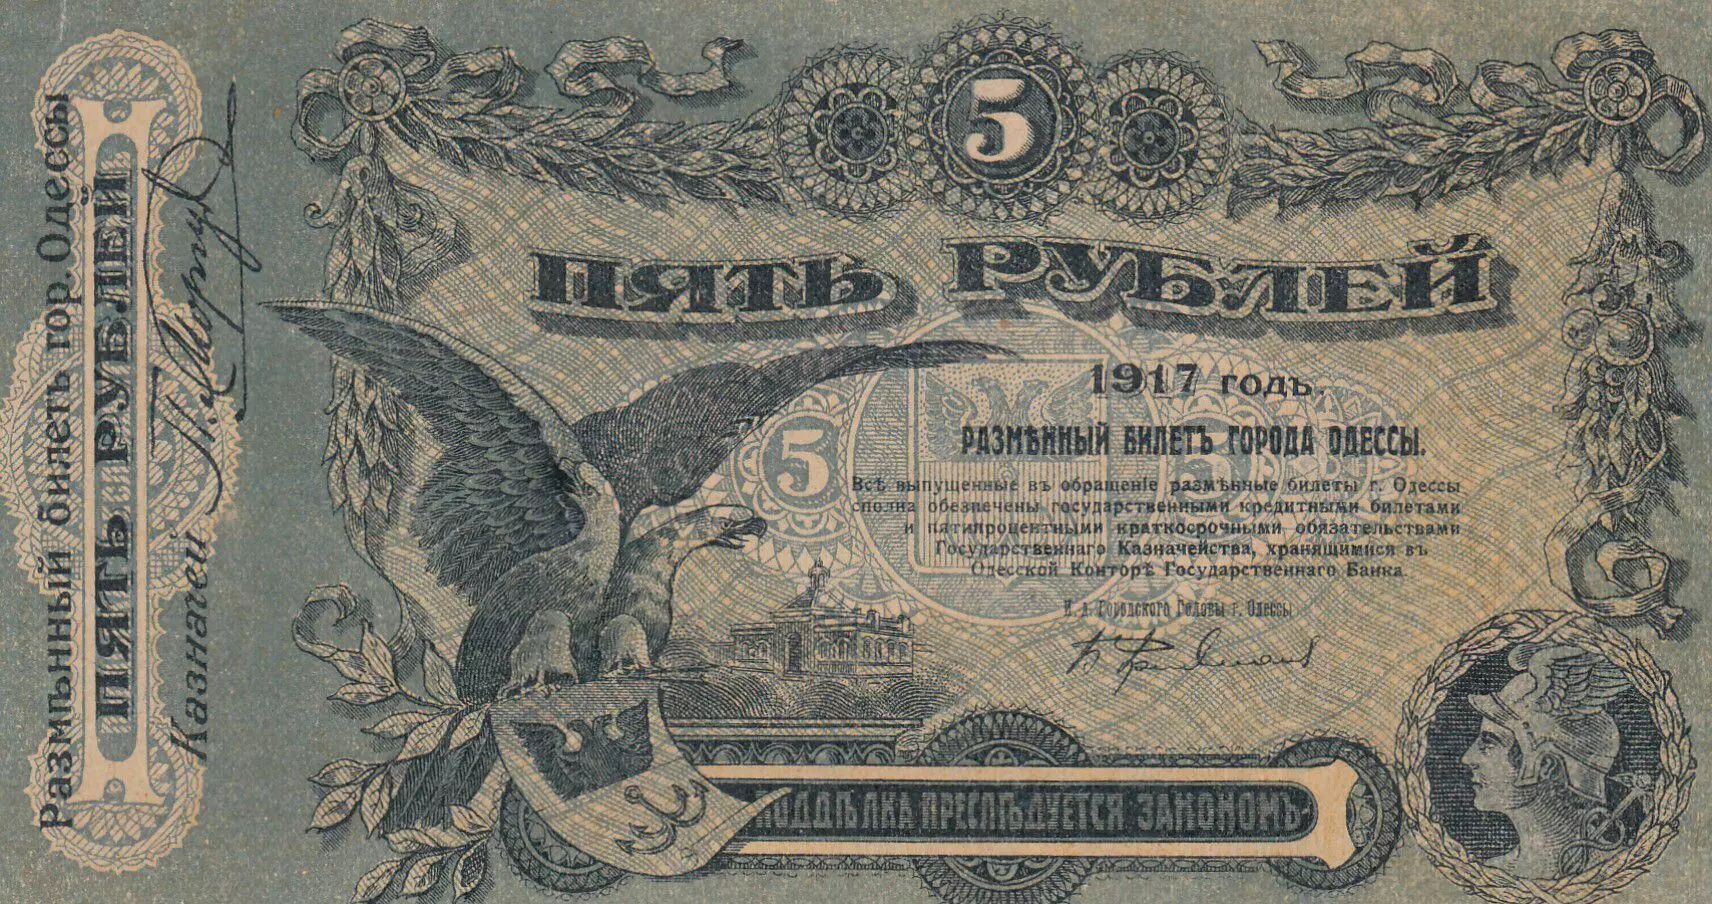 Размѣнный билетъ гор. Одессы
ПЯТЬ РУБЛЕЙ
Казначей
5
ПЯТЬ РУБЛЕЙ
1917 годъ.
РАЗМѢННЫЙ БИЛЕТЪ ГОРОДА ОДЕССЫ.
5
5
Всѣ выпущенные въ обращеніе размѣнные билеты г. Одессы
сполна обезпечены государственными кредитными билетами
и пятипроцентными краткосрочными обязательствами
Государственнаго Казначейства, хранящимися въ
Одесской Конторѣ Государственнаго Банка.
И. д. Городского Головы г. Одессы
ПОДДѢЛКА ПРЕСЛѢДУЕТСЯ ЗАКОНОМЪ